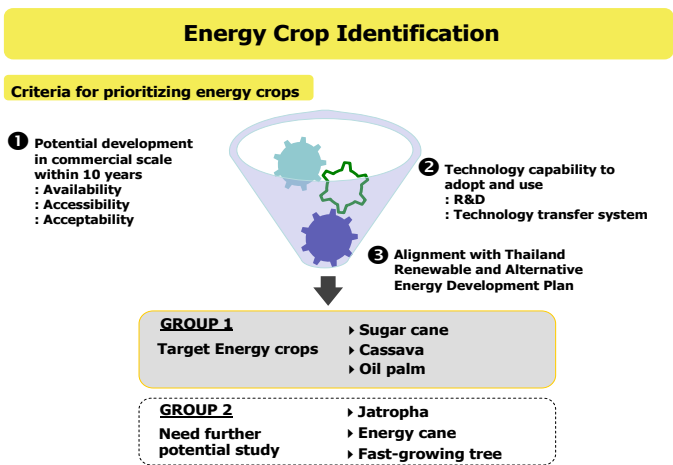 Energy Crop Identification
Criteria for prioritizing energy crops
❶ Potential development
in commercial scale
within 10 years
: Availability
: Accessibility
: Acceptability
❷ Technology capability to
adopt and use
: R&D
: Technology transfer system
❸ Alignment with Thailand
Renewable and Alternative
Energy Development Plan
GROUP 1
Target Energy crops
Sugar cane
Cassava
Oil palm
GROUP 2
Need further
potential study
Jatropha
Energy cane
Fast-growing tree